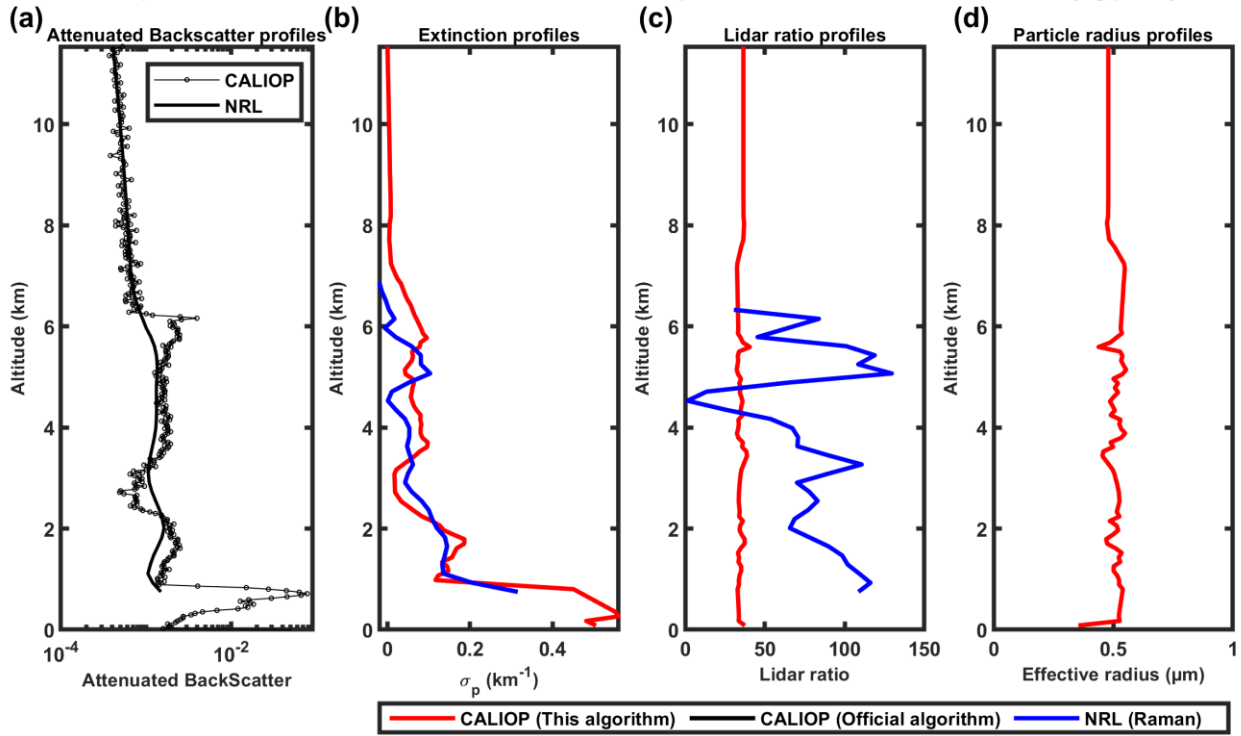 (a) (b) (c) (d)
Attenuated Backscatter profiles
Extinction profiles
Lidar ratio profiles
Particle radius profiles
CALIOP
NRL
Altitude (km)
10
8
6
4
2
0
10-4
10-2
Attenuated BackScatter
Altitude (km)
10
8
6
4
2
0
0
0.2
0.4
σp (km-1)
Altitude (km)
10
8
6
4
2
0
0
50
100
150
Lidar ratio
Altitude (km)
10
8
6
4
2
0
0
0.5
1
Effective radius (μm)
CALIOP (This algorithm)
CALIOP (Official algorithm)
NRL (Raman)